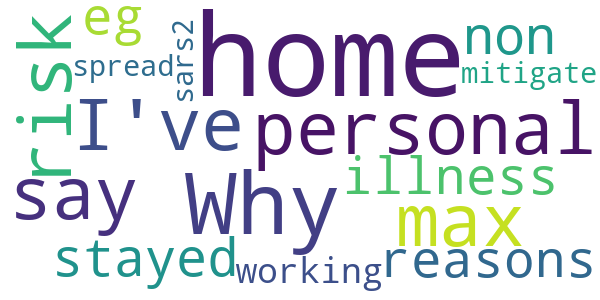 eg
home
non
risk
spread
sars2
mitigate
I've
personal
say
Why
illness
max
stayed
working
reasons